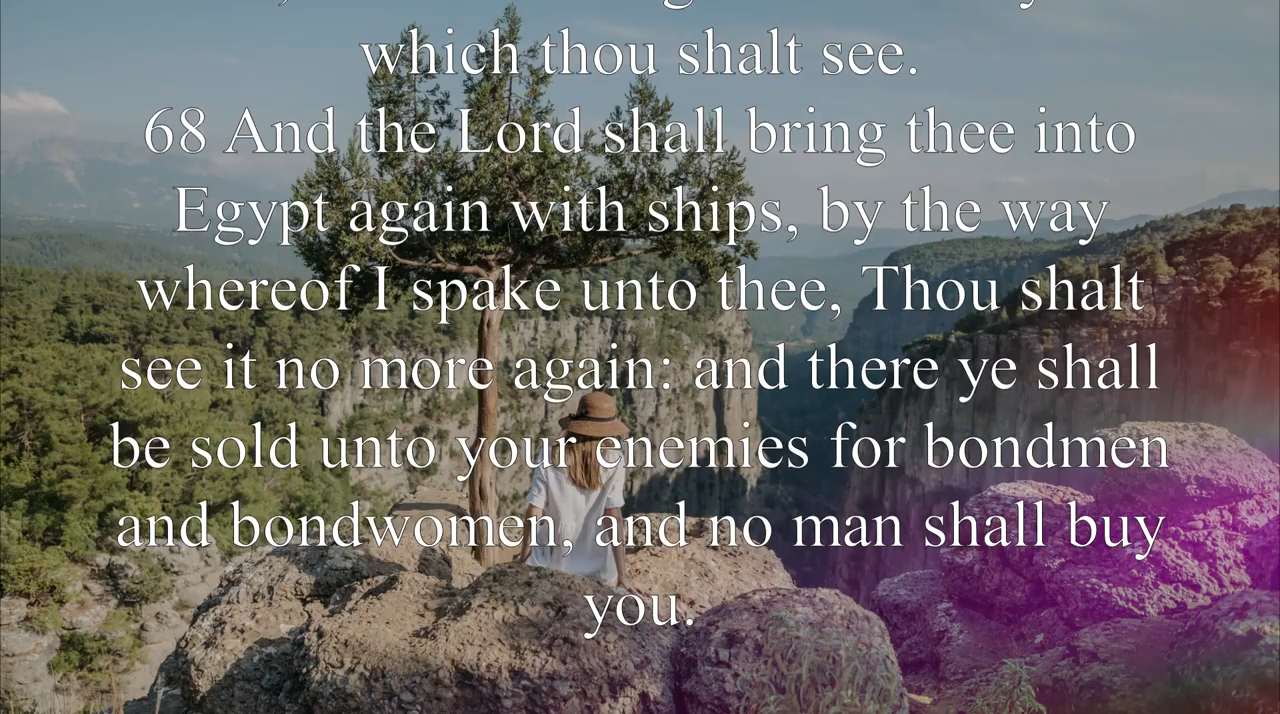 which thou shalt see.
68 And the Lord shall bring thee into
Egypt again with ships, by the way
whereof I spake unto thee, Thou shalt
see it no more again: and there ye shall
be sold unto your enemies for bondmen
and bondwomen, and no man shall buy
you.